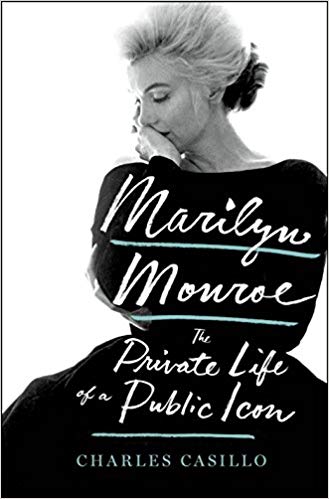 Marilyn
Monroe
The
Private Life
of a Public Icon
CHARLES CASILLO